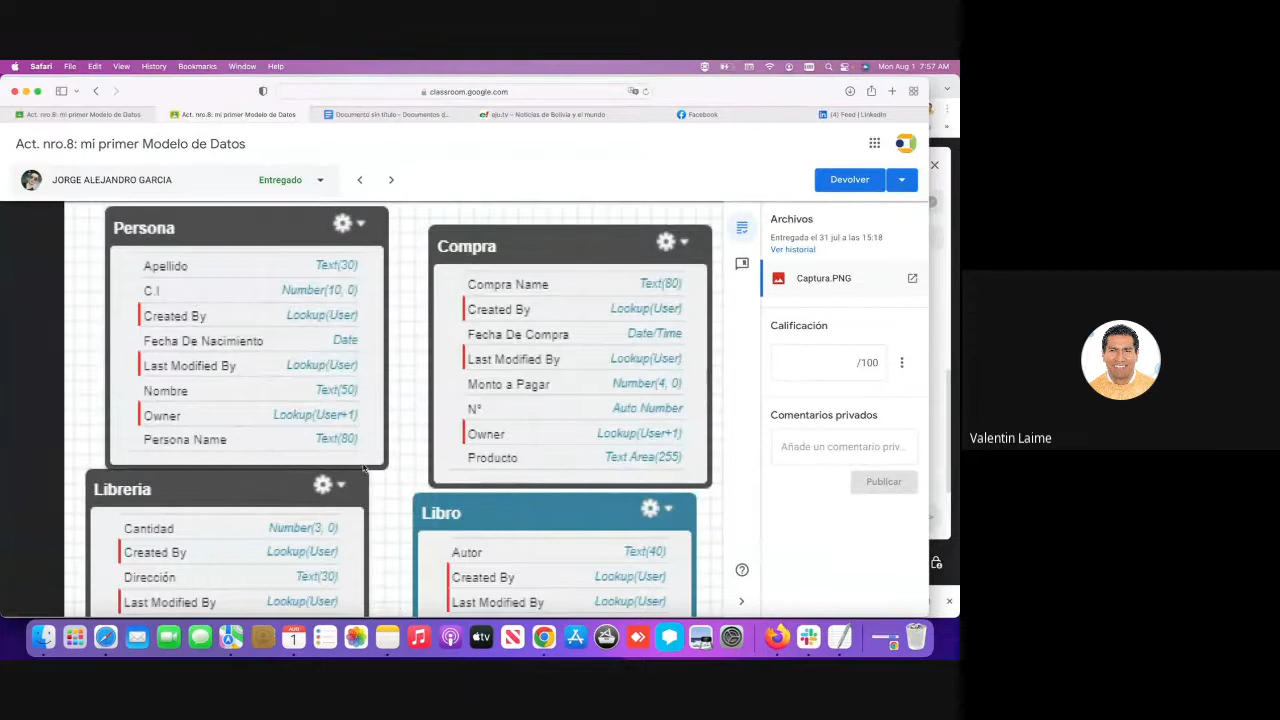 Safari File Edit View History Bookmarks Window Help
Mon Aug 1 7:57 AM
classroom.google.com
Act. nro.8: mi primer Modelo de Datos
Act. nro.8: mi primer Modelo de Datos
Documento sin título - Documentos d...
eju.tv – Noticias de Bolivia y el mundo
Facebook
(4) Feed | LinkedIn
Act. nro.8: mi primer Modelo de Datos
JORGE ALEJANDRO GARCIA
Entregado
Devolver
Persona
Apellido Text(30)
C.I Number(10, 0)
Created By Lookup(User)
Fecha De Nacimiento Date
Last Modified By Lookup(User)
Nombre Text(50)
Owner Lookup(User+1)
Persona Name Text(80)
Compra
Compra Name Text(80)
Created By Lookup(User)
Fecha De Compra Date/Time
Last Modified By Lookup(User)
Monto a Pagar Number(4, 0)
N° Auto Number
Owner Lookup(User+1)
Producto Text Area(255)
Libreria
Cantidad Number(3, 0)
Created By Lookup(User)
Dirección Text(30)
Last Modified By Lookup(User)
Libro
Autor Text(40)
Created By Lookup(User)
Last Modified By Lookup(User)
Archivos
Entregada el 31 jul a las 15:18
Ver historial
Captura.PNG
Calificación
/100
Comentarios privados
Añade un comentario priv...
Publicar
Valentin Laime